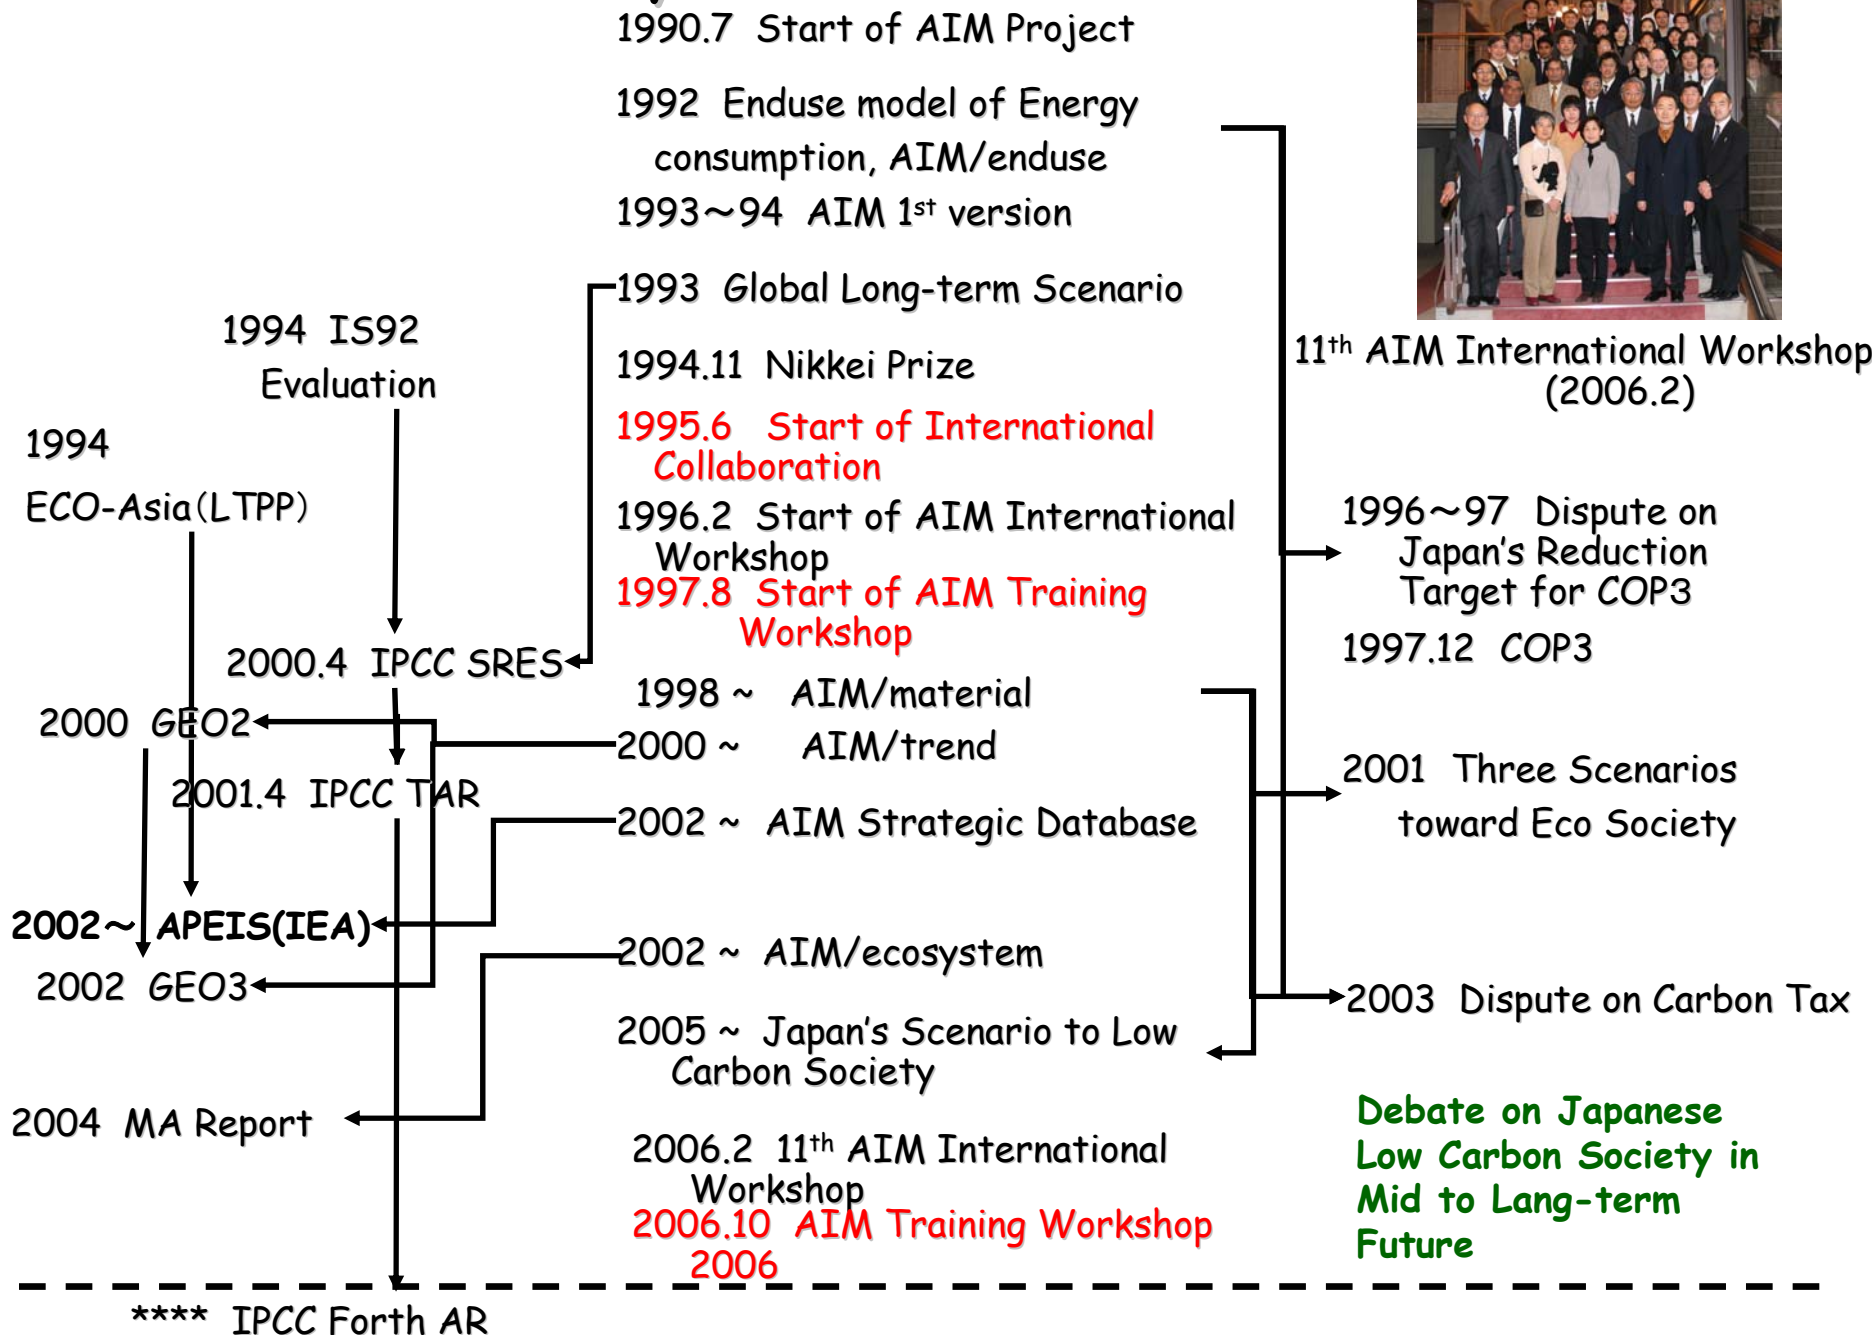 1990.7 Start of AIM Project
1992 Enduse model of Energy
consumption, AIM/enduse
1993～94 AIM 1st version
1993 Global Long-term Scenario
1994.11 Nikkei Prize
1995.6 Start of International
Collaboration
1996.2 Start of AIM International
Workshop
1997.8 Start of AIM Training
Workshop
1998 ~ AIM/material
2000 ~ AIM/trend
2002 ~ AIM Strategic Database
2002 ~ AIM/ecosystem
2005 ~ Japan's Scenario to Low
Carbon Society
2006.2 11th AIM International
Workshop
2006.10 AIM Training Workshop
2006
1994 IS92
Evaluation
1994
ECO-Asia(LTPP)
2000.4 IPCC SRES
2000 GEO2
2001.4 IPCC TAR
2002～ APEIS(IEA)
2002 GEO3
2004 MA Report
**** IPCC Forth AR
11th AIM International Workshop
(2006.2)
1996～97 Dispute on
Japan's Reduction
Target for COP3
1997.12 COP3
2001 Three Scenarios
toward Eco Society
2003 Dispute on Carbon Tax
Debate on Japanese
Low Carbon Society in
Mid to Lang-term
Future